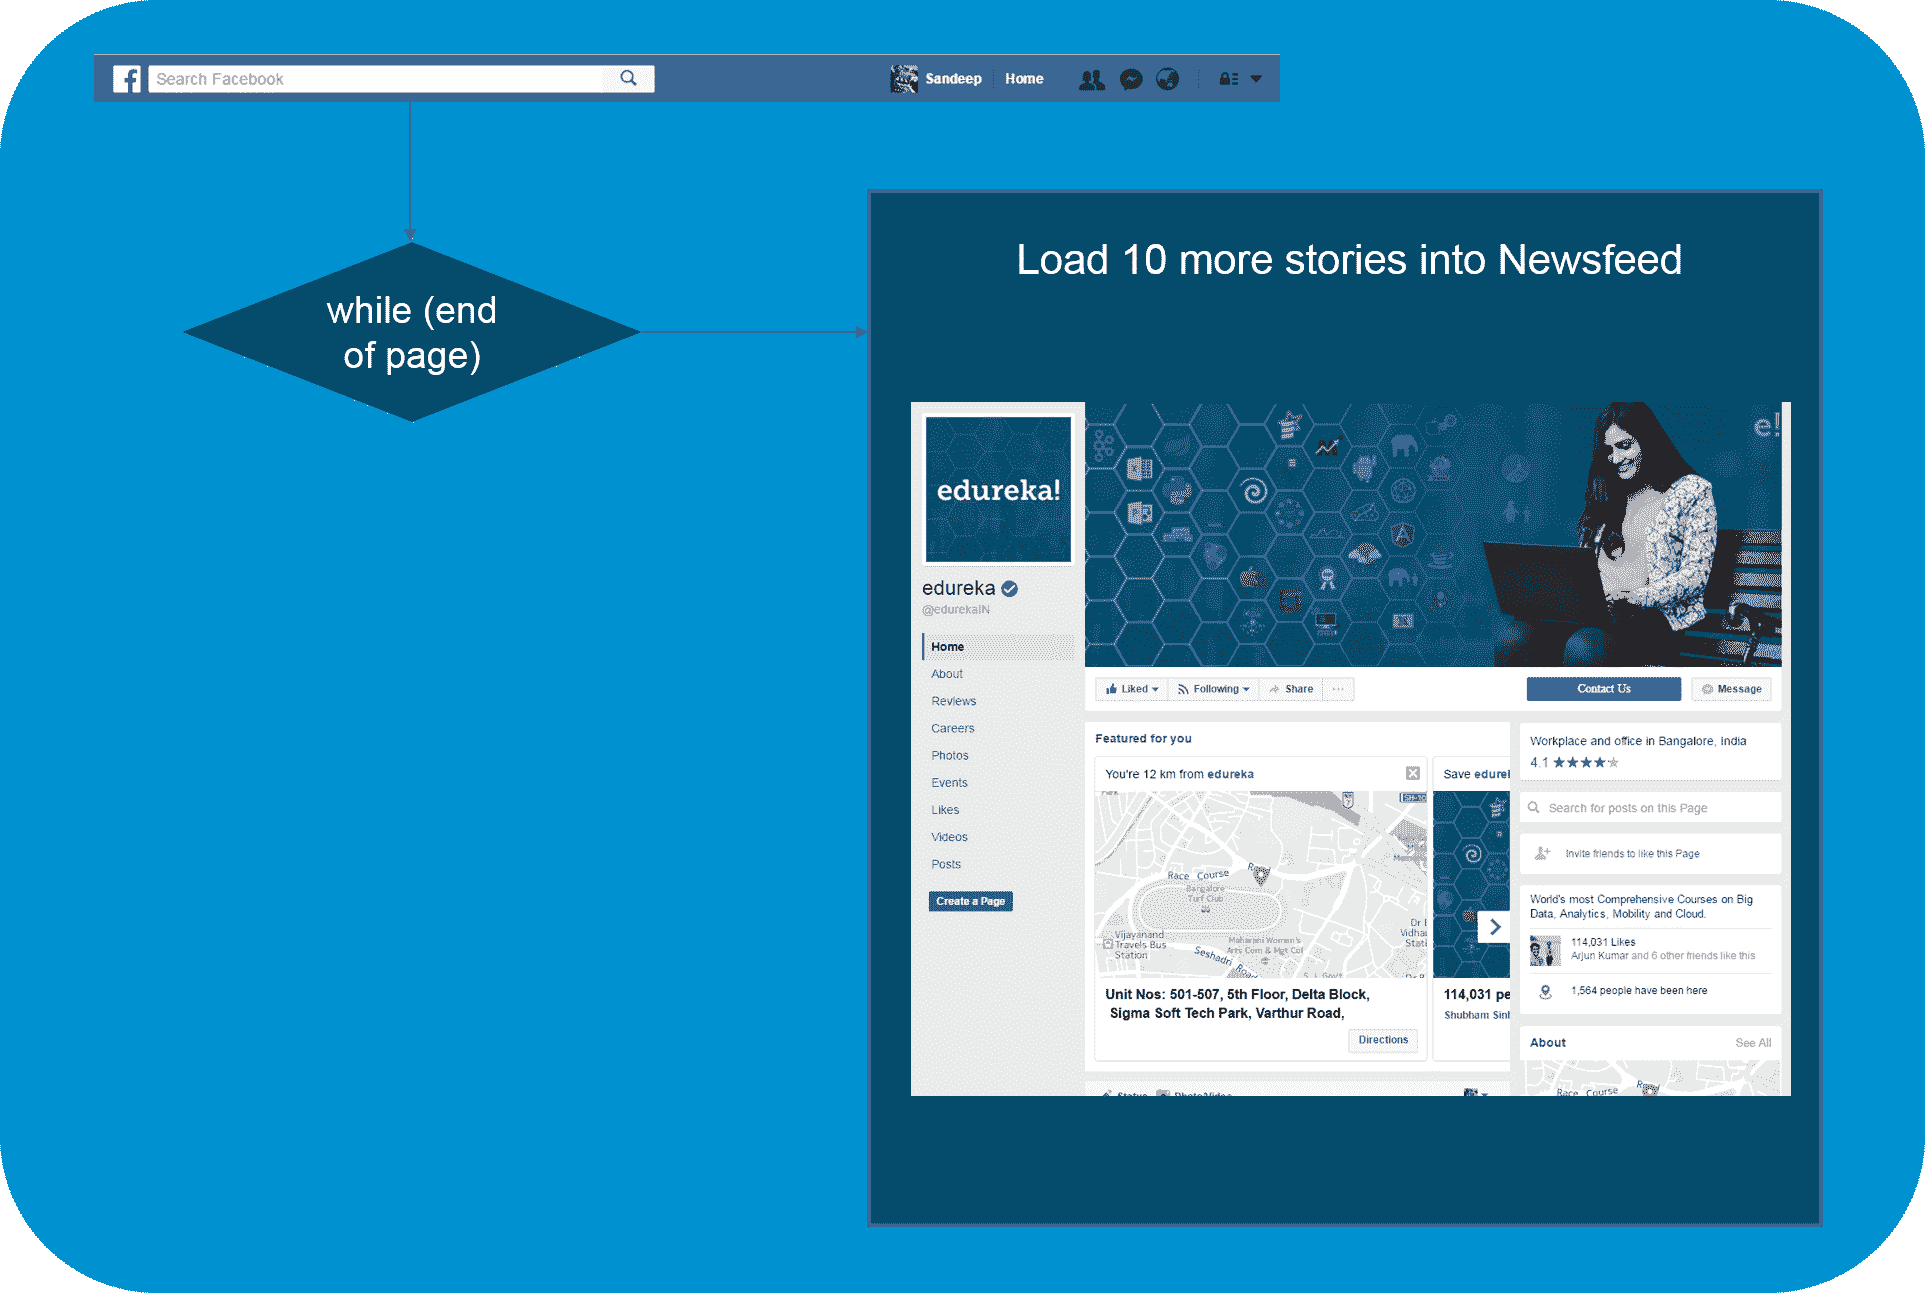 Search Facebook
Sandeep
Home
while (end
of page)
Load 10 more stories into Newsfeed
edureka!
e!
edureka
@edurekaIN
Home
About
Reviews
Careers
Photos
Events
Likes
Videos
Posts
Create a Page
Liked
Following
Share
Contact Us
Message
Featured for you
You're 12 km from edureka
Race Course
Bangalore
Turf Club
Vijayanand
Travels Bus
Station
Maharani Women's
Arts Com & Mgt Col
Seshadri Road
Unit Nos: 501-507, 5th Floor, Delta Block,
Sigma Soft Tech Park, Varthur Road,
Directions
Save
114,031
Shubham
Workplace and office in Bangalore, India
4.1
Search for posts on this Page
Invite friends to like this Page
World's most Comprehensive Courses on Big
Data, Analytics, Mobility and Cloud.
114,031 Likes
Arjun Kumar and 6 other friends like this
1,564 people have been here
About See All
Race Course
Status Photo/Video